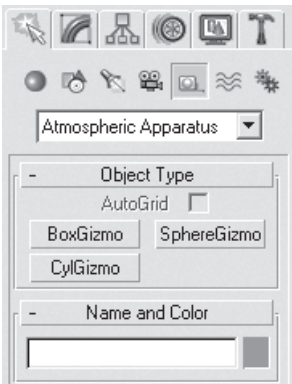 Atmospheric Apparatus
- Object Type
AutoGrid
BoxGizmo SphereGizmo
CylGizmo
- Name and Color